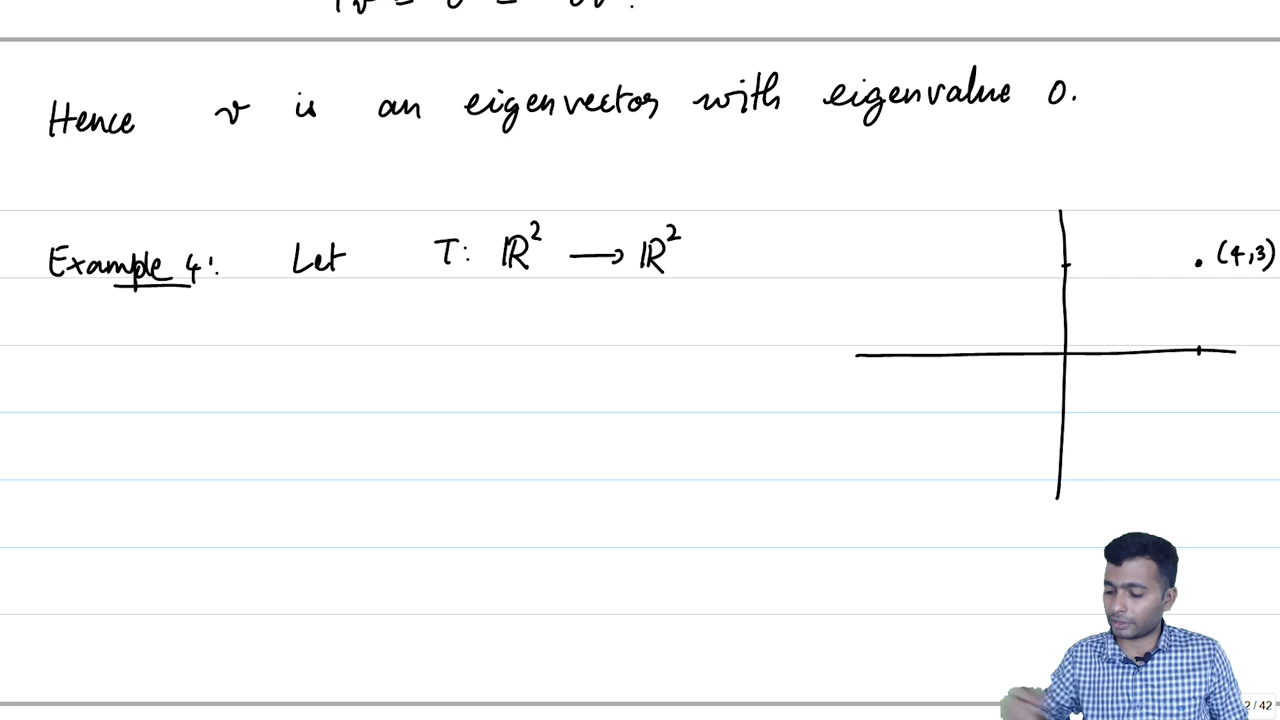 Hence v is an eigenvector with eigenvalue 0.
Example 4: Let T: ℝ² ⟶ ℝ²
(4,3)
2 / 42